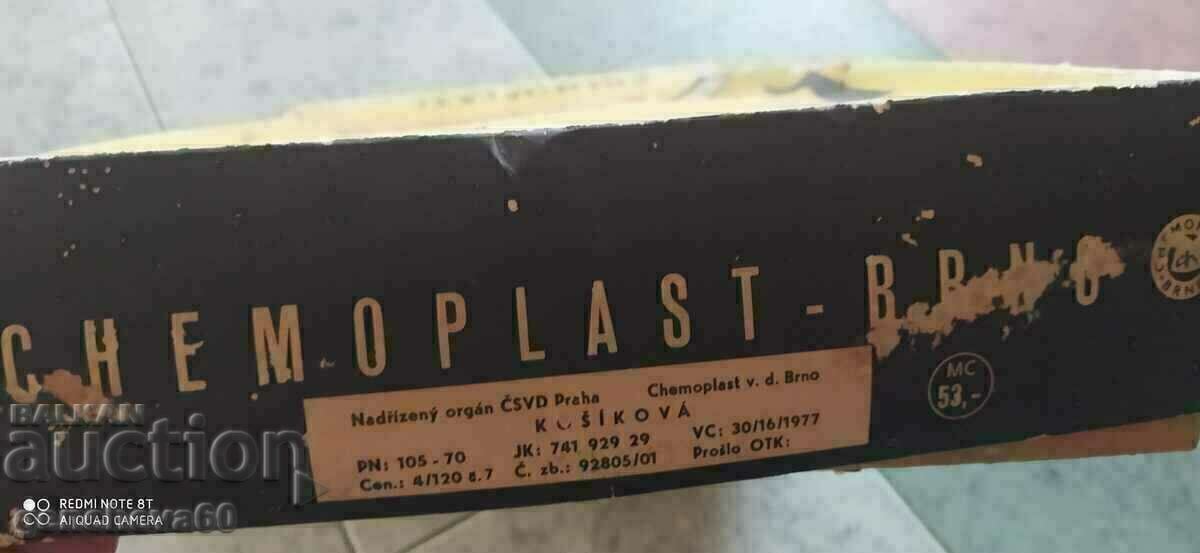 CHEMOPLAST - BRNO
MC
53,-
Nadřízený orgán ČSVD Praha Chemoplast v. d. Brno
KOŠÍKOVÁ
PN: 105 - 70 JK: 741 929 29 VC: 30/16/1977
Cen.: 4/120 č. 7 Č. zb.: 92805/01 Prošlo OTK:
BALKAN
auction
REDMI NOTE 8T
AI QUAD CAMERA